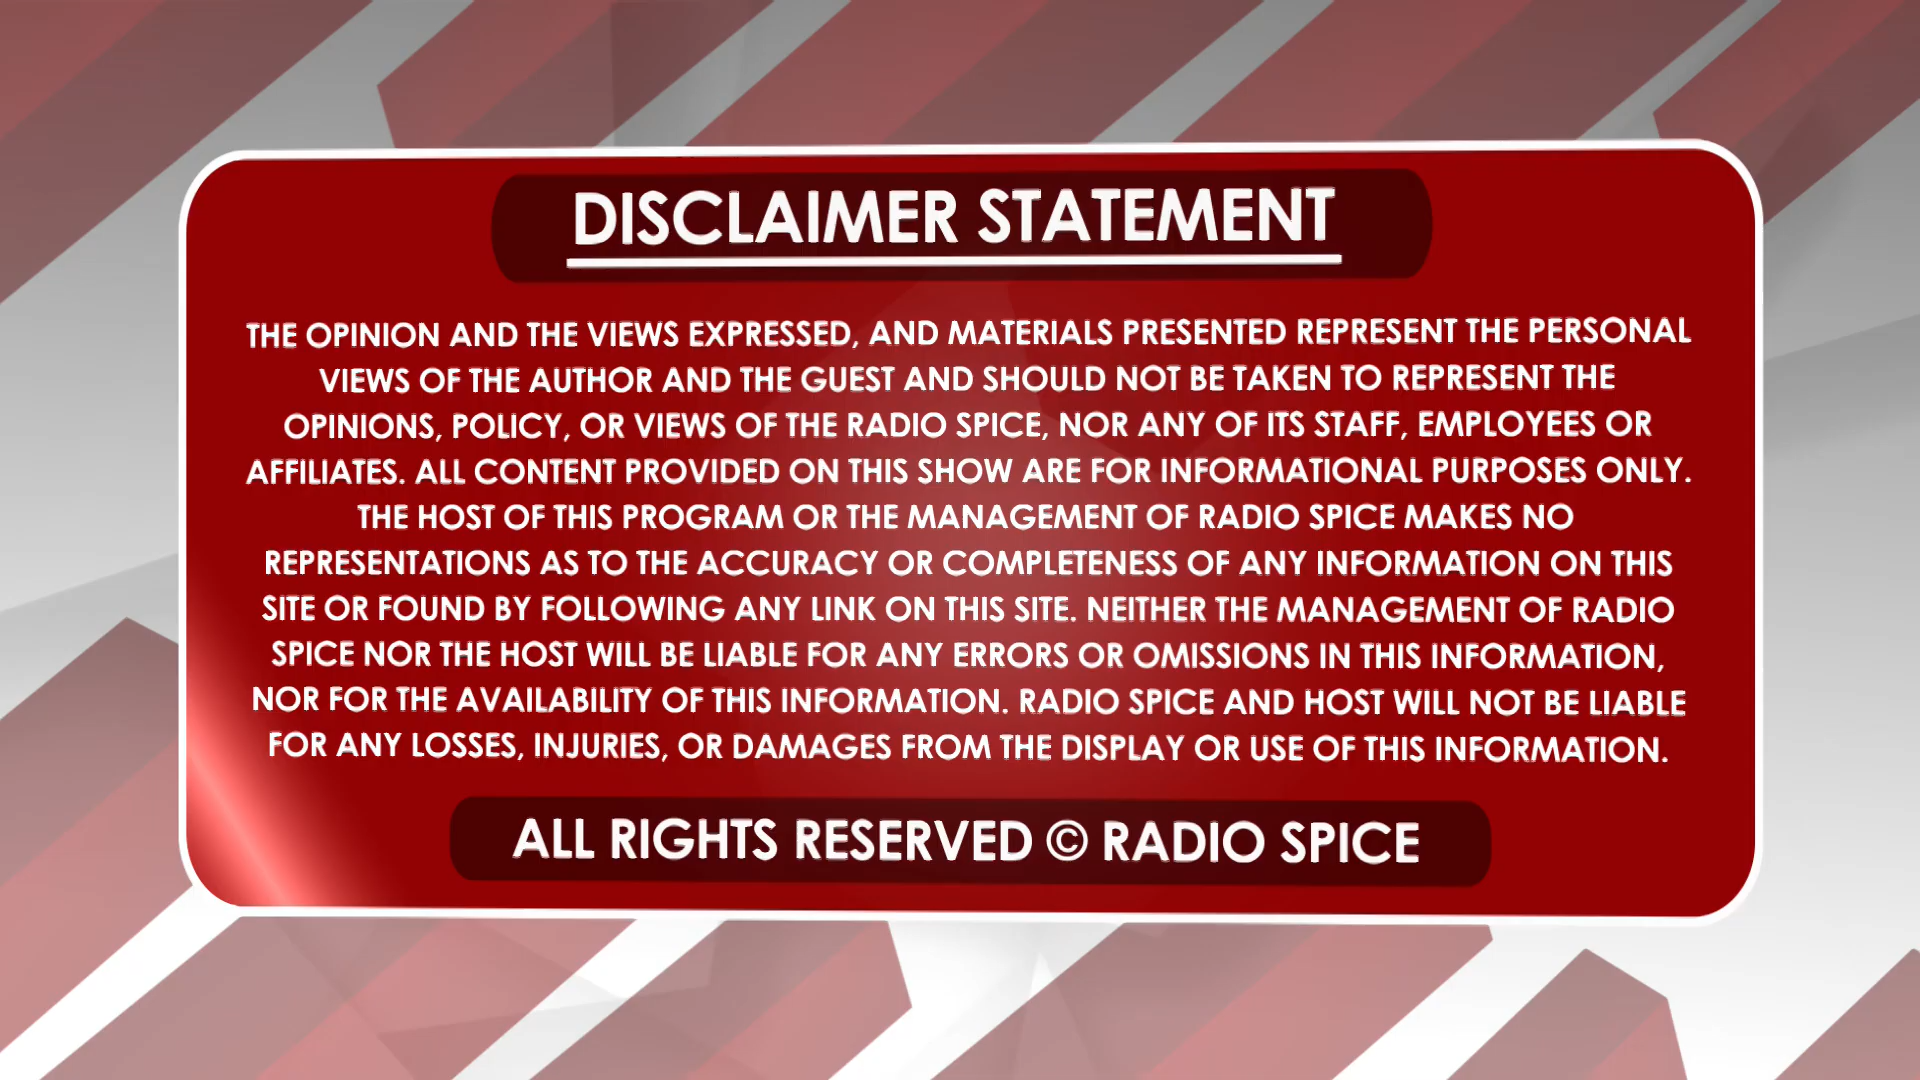 DISCLAIMER STATEMENT
THE OPINION AND THE VIEWS EXPRESSED, AND MATERIALS PRESENTED REPRESENT THE PERSONAL
VIEWS OF THE AUTHOR AND THE GUEST AND SHOULD NOT BE TAKEN TO REPRESENT THE
OPINIONS, POLICY, OR VIEWS OF THE RADIO SPICE, NOR ANY OF ITS STAFF, EMPLOYEES OR
AFFILIATES. ALL CONTENT PROVIDED ON THIS SHOW ARE FOR INFORMATIONAL PURPOSES ONLY.
THE HOST OF THIS PROGRAM OR THE MANAGEMENT OF RADIO SPICE MAKES NO
REPRESENTATIONS AS TO THE ACCURACY OR COMPLETENESS OF ANY INFORMATION ON THIS
SITE OR FOUND BY FOLLOWING ANY LINK ON THIS SITE. NEITHER THE MANAGEMENT OF RADIO
SPICE NOR THE HOST WILL BE LIABLE FOR ANY ERRORS OR OMISSIONS IN THIS INFORMATION,
NOR FOR THE AVAILABILITY OF THIS INFORMATION. RADIO SPICE AND HOST WILL NOT BE LIABLE
FOR ANY LOSSES, INJURIES, OR DAMAGES FROM THE DISPLAY OR USE OF THIS INFORMATION.
ALL RIGHTS RESERVED © RADIO SPICE